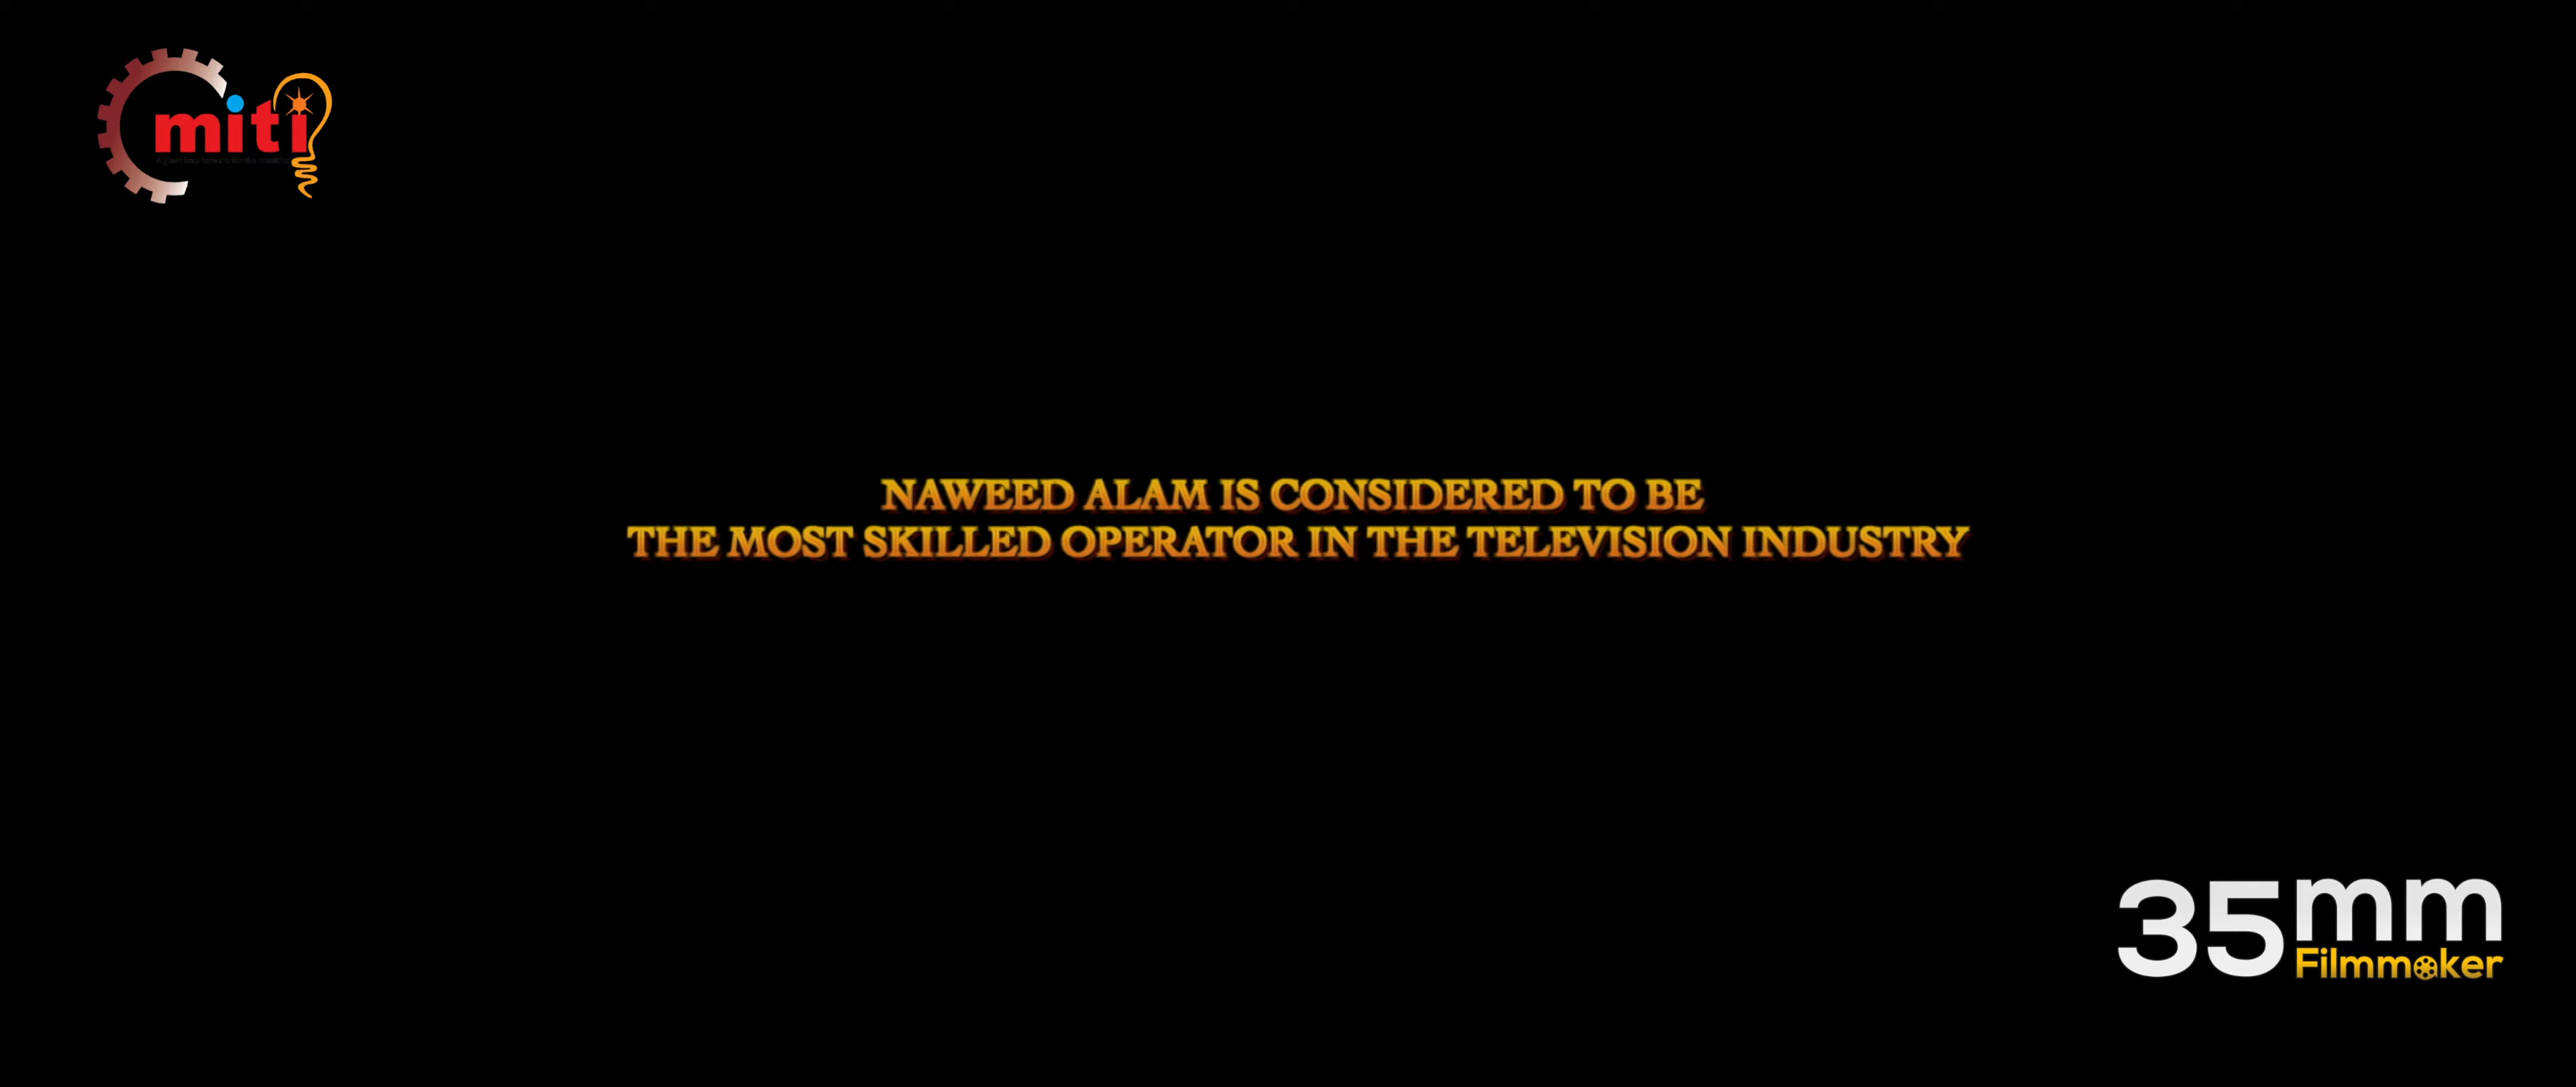 miti
NAWEED ALAM IS CONSIDERED TO BE
THE MOST SKILLED OPERATOR IN THE TELEVISION INDUSTRY
35mm
Filmmaker